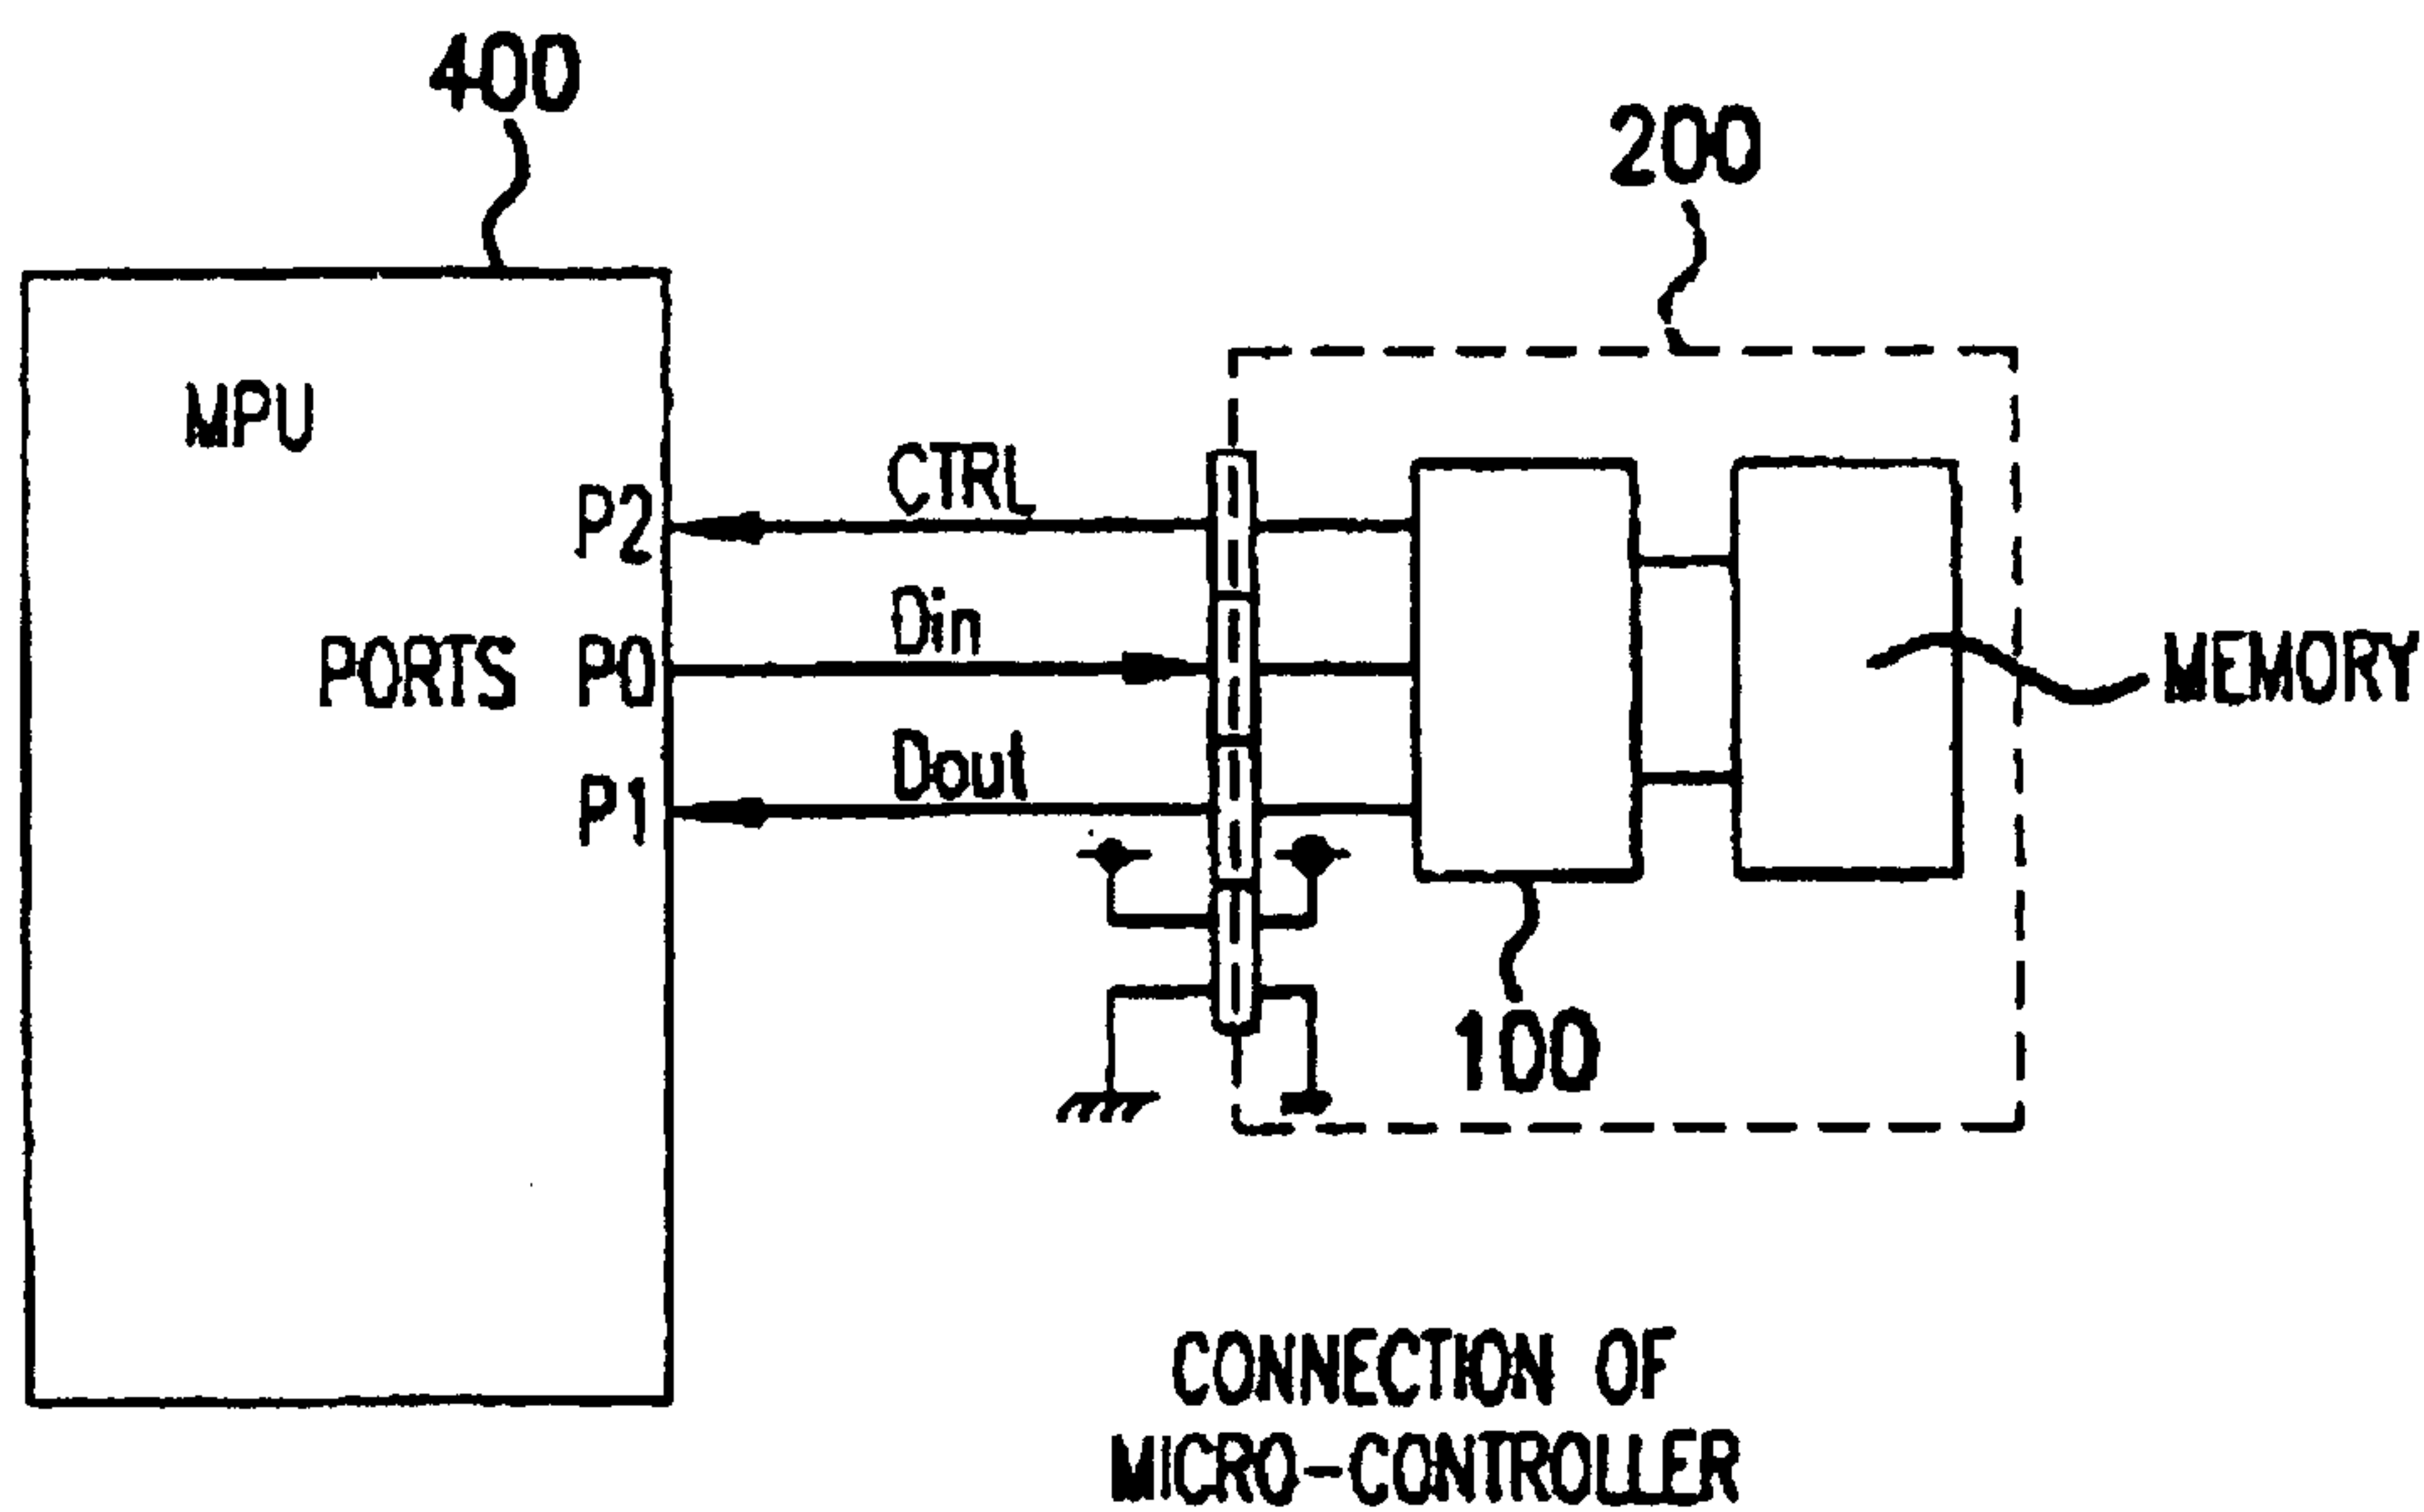 400
200
MPU
CTRL
P2
Din
PORTS P0
MEMORY
Dout
P1
100
CONNECTION OF
MICRO-CONTROLLER